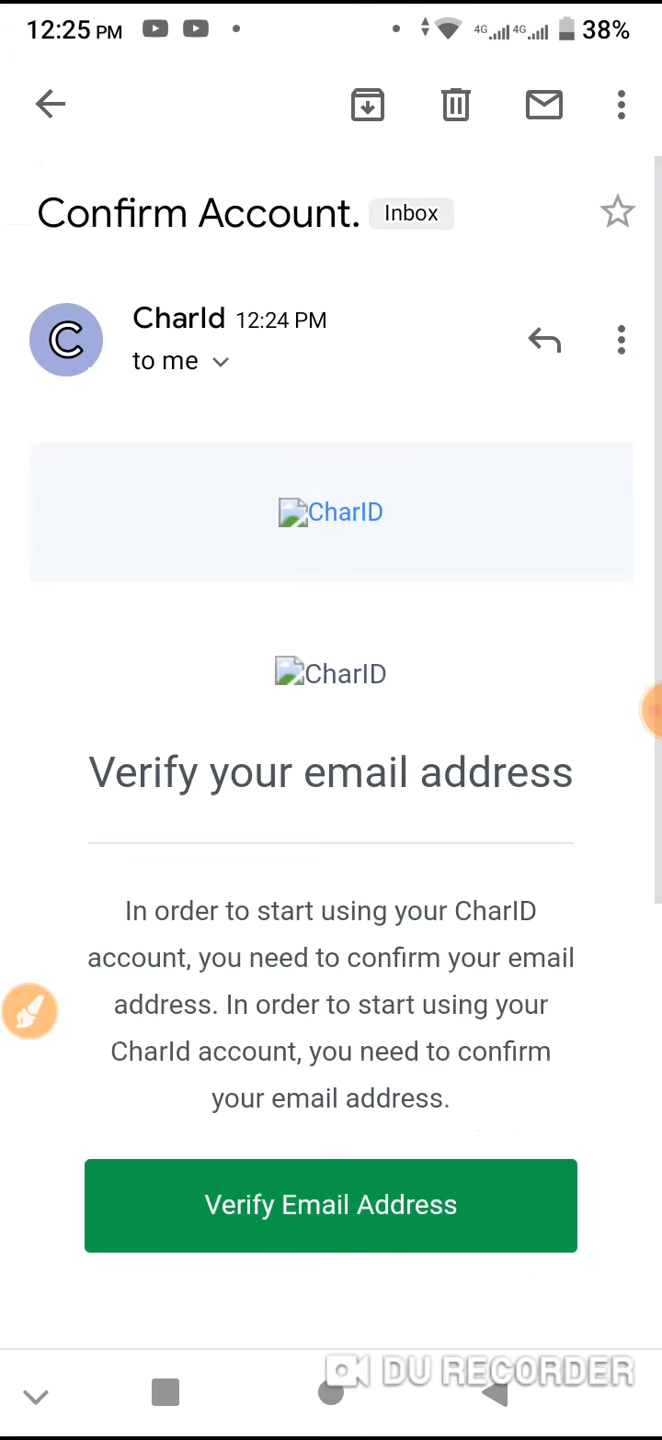 12:25 PM 4G 4G 38%
Confirm Account. Inbox
C
CharId 12:24 PM
to me
CharID
CharID
Verify your email address
In order to start using your CharID
account, you need to confirm your email
address. In order to start using your
CharId account, you need to confirm
your email address.
Verify Email Address
DU RECORDER